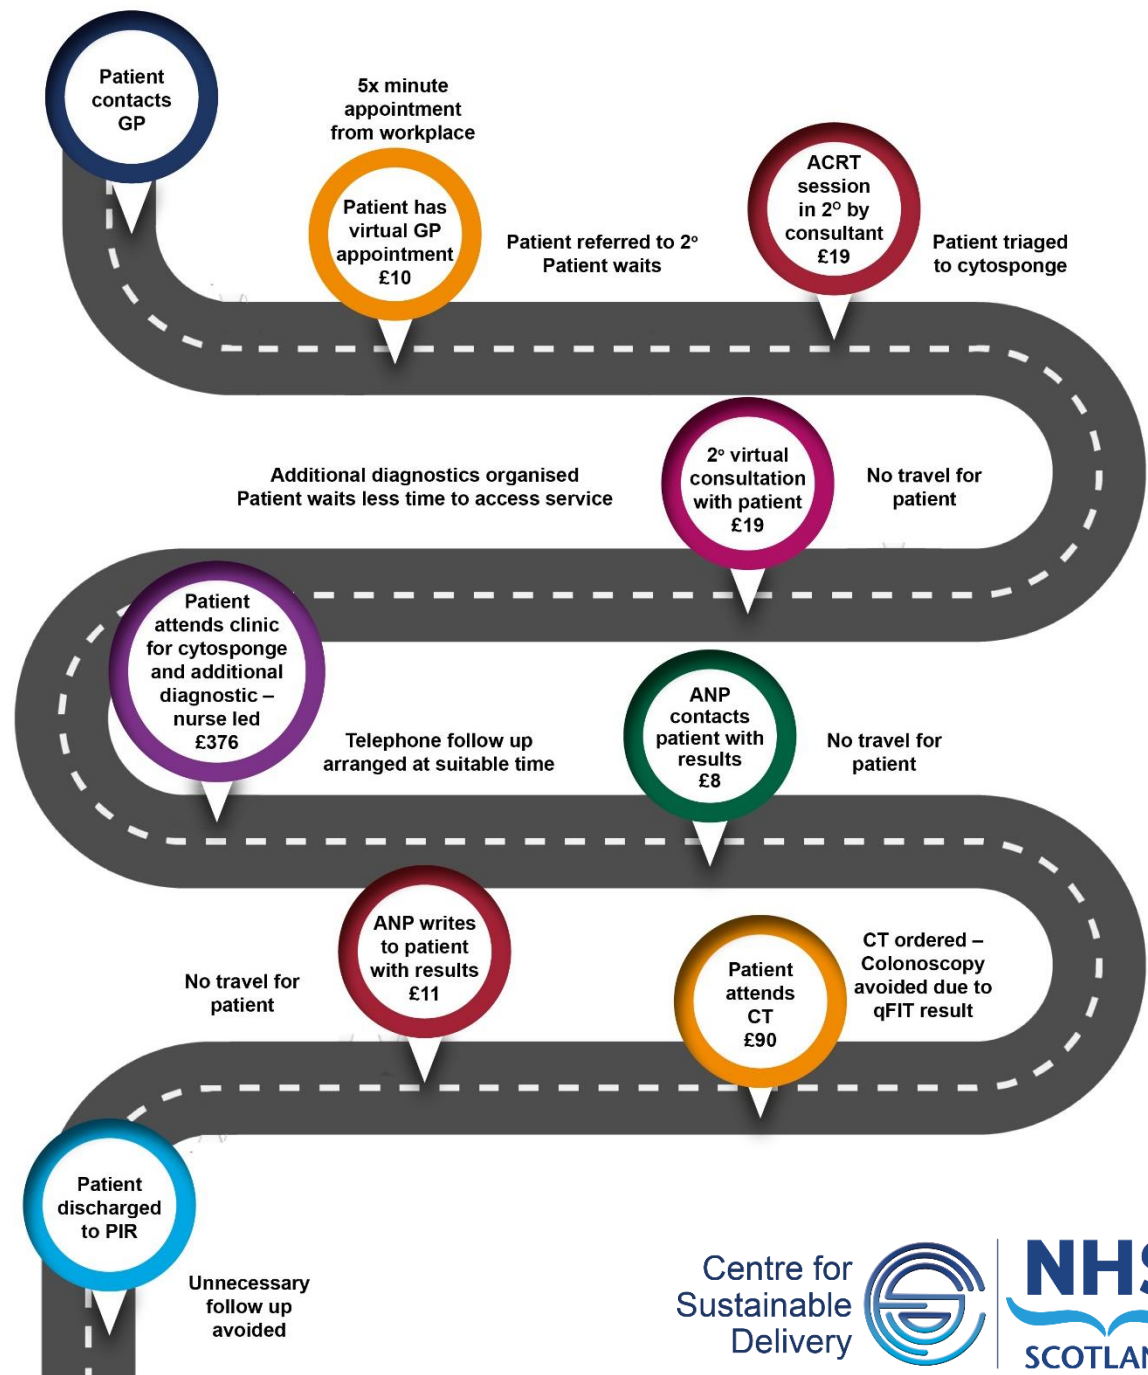 Patient
contacts
GP
5x minute
appointment
from workplace
Patient has
virtual GP
appointment
£10
Patient referred to 2º
Patient waits
ACRT
session
in 2º by
consultant
£19
Patient triaged
to cytosponge
No travel for
patient
2º virtual
consultation
with patient
£19
Additional diagnostics organised
Patient waits less time to access service
Patient
attends clinic
for cytosponge
and additional
diagnostic –
nurse led
£376
Telephone follow up
arranged at suitable time
ANP
contacts
patient with
results
£8
No travel for
patient
CT ordered –
Colonoscopy
avoided due to
qFIT result
Patient
attends
CT
£90
ANP writes
to patient
with results
£11
No travel for
patient
Patient
discharged
to PIR
Unnecessary
follow up
avoided
Centre for
Sustainable
Delivery
NHS
SCOTLAN